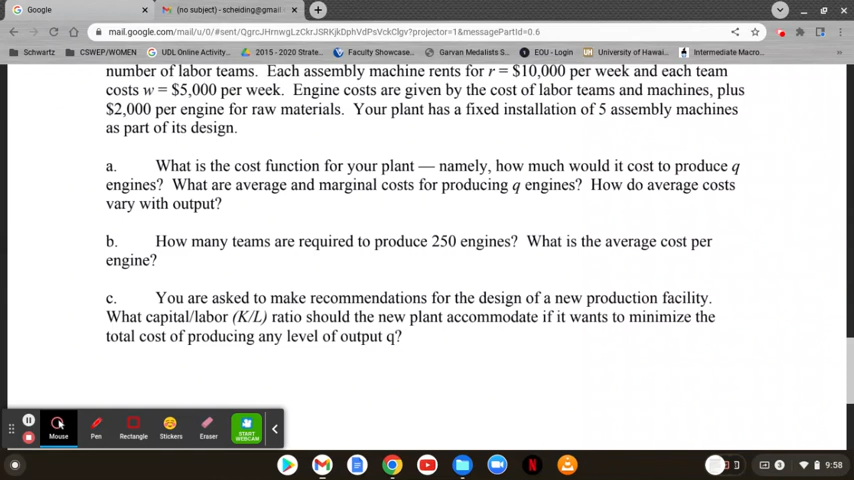 Google
(no subject) - scheiding@gmail
mail.google.com/mail/u/0/#sent/QgrcJHrnwgLzCkrJSRKjkDphVdPsVckClgv?projector=1&messagePartId=0.6
Schwartz
CSWEP/WOMEN
UDL Online Activity...
2015 - 2020 Strate...
Faculty Showcase...
Garvan Medalists S...
EOU - Login
University of Hawai...
Intermediate Macro...
number of labor teams. Each assembly machine rents for r = $10,000 per week and each team
costs w = $5,000 per week. Engine costs are given by the cost of labor teams and machines, plus
$2,000 per engine for raw materials. Your plant has a fixed installation of 5 assembly machines
as part of its design.
a. What is the cost function for your plant — namely, how much would it cost to produce q
engines? What are average and marginal costs for producing q engines? How do average costs
vary with output?
b. How many teams are required to produce 250 engines? What is the average cost per
engine?
c. You are asked to make recommendations for the design of a new production facility.
What capital/labor (K/L) ratio should the new plant accommodate if it wants to minimize the
total cost of producing any level of output q?
Mouse
Pen
Rectangle
Stickers
Eraser
START
WEBCAM
3
9:58